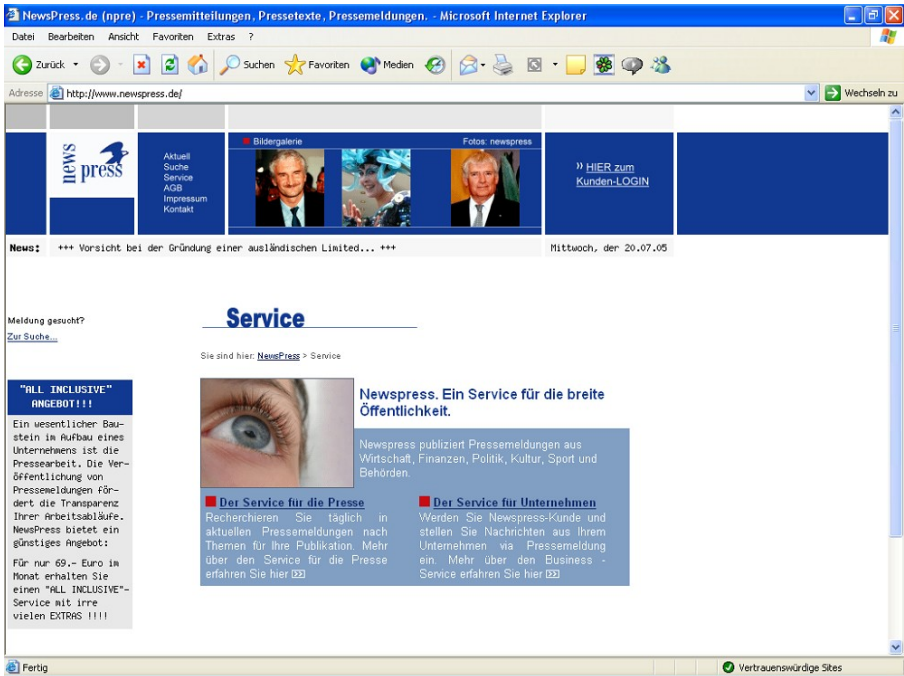 NewsPress.de (npre) - Pressemitteilungen, Pressetexte, Pressemeldungen. - Microsoft Internet Explorer
Datei Bearbeiten Ansicht Favoriten Extras ?
Zurück Suchen Favoriten Medien
Adresse http://www.newspress.de/ Wechseln zu
news press
Aktuell
Suche
Service
AGB
Impressum
Kontakt
Bildergalerie Fotos: newspress
» HIER zum
Kunden-LOGIN
News: +++ Vorsicht bei der Gründung einer ausländischen Limited... +++ Mittwoch, der 20.07.05
Meldung gesucht?
Zur Suche...
"ALL INCLUSIVE"
ANGEBOT!!!
Ein wesentlicher Bau-
stein im Aufbau eines
Unternehmens ist die
Pressearbeit. Die Ver-
öffentlichung von
Pressemeldungen för-
dert die Transparenz
Ihrer Arbeitsabläufe.
NewsPress bietet ein
günstiges Angebot:
Für nur 69.- Euro im
Monat erhalten Sie
einen "ALL INCLUSIVE"-
Service mit irre
vielen EXTRAS !!!!
Service
Sie sind hier: NewsPress > Service
Newspress. Ein Service für die breite
Öffentlichkeit.
Newspress publiziert Pressemeldungen aus
Wirtschaft, Finanzen, Politik, Kultur, Sport und
Behörden.
Der Service für die Presse
Recherchieren Sie täglich in
aktuellen Pressemeldungen nach
Themen für Ihre Publikation. Mehr
über den Service für die Presse
erfahren Sie hier
Der Service für Unternehmen
Werden Sie Newspress-Kunde und
stellen Sie Nachrichten aus Ihrem
Unternehmen via Pressemeldung
ein. Mehr über den Business -
Service erfahren Sie hier
Fertig Vertrauenswürdige Sites